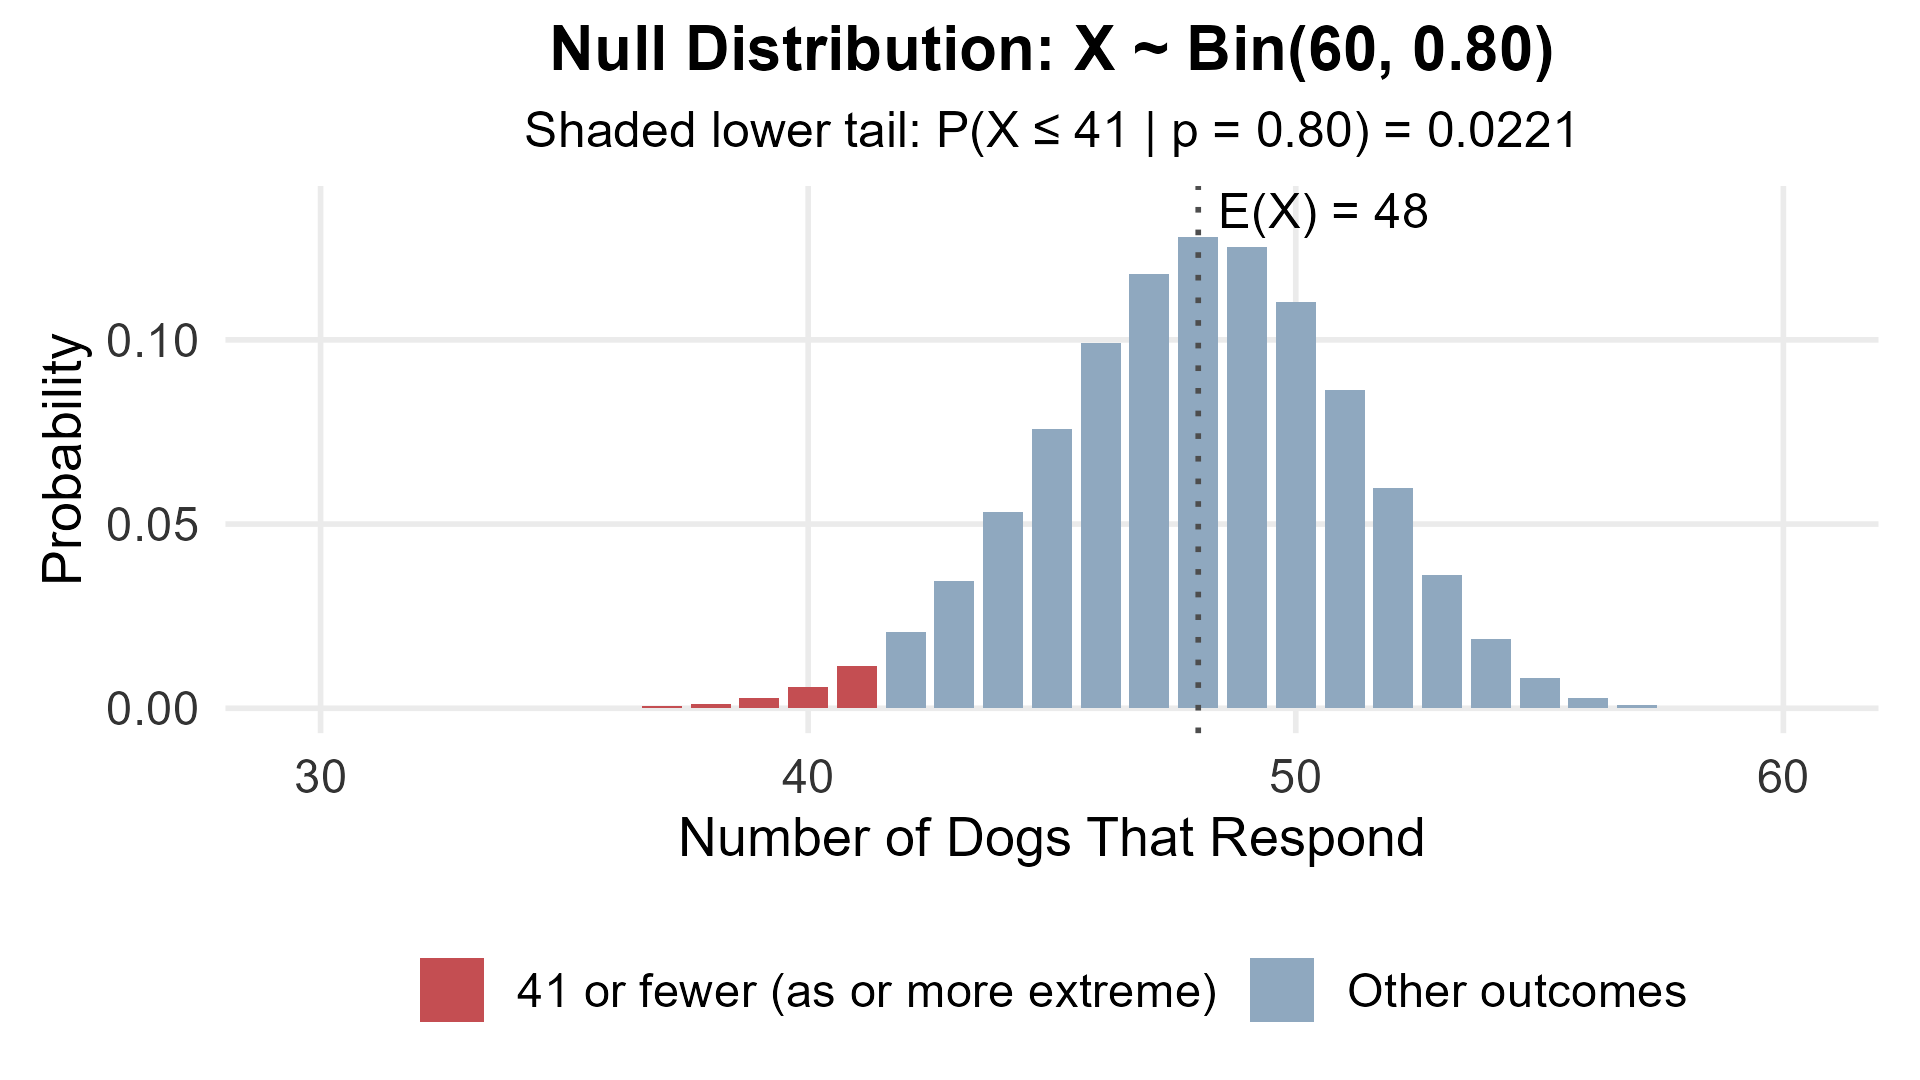 Null Distribution: X ~ Bin(60, 0.80)
Shaded lower tail: P(X ≤ 41 | p = 0.80) = 0.0221
E(X) = 48
Probability
0.10
0.05
0.00
30 40 50 60
Number of Dogs That Respond
41 or fewer (as or more extreme) Other outcomes